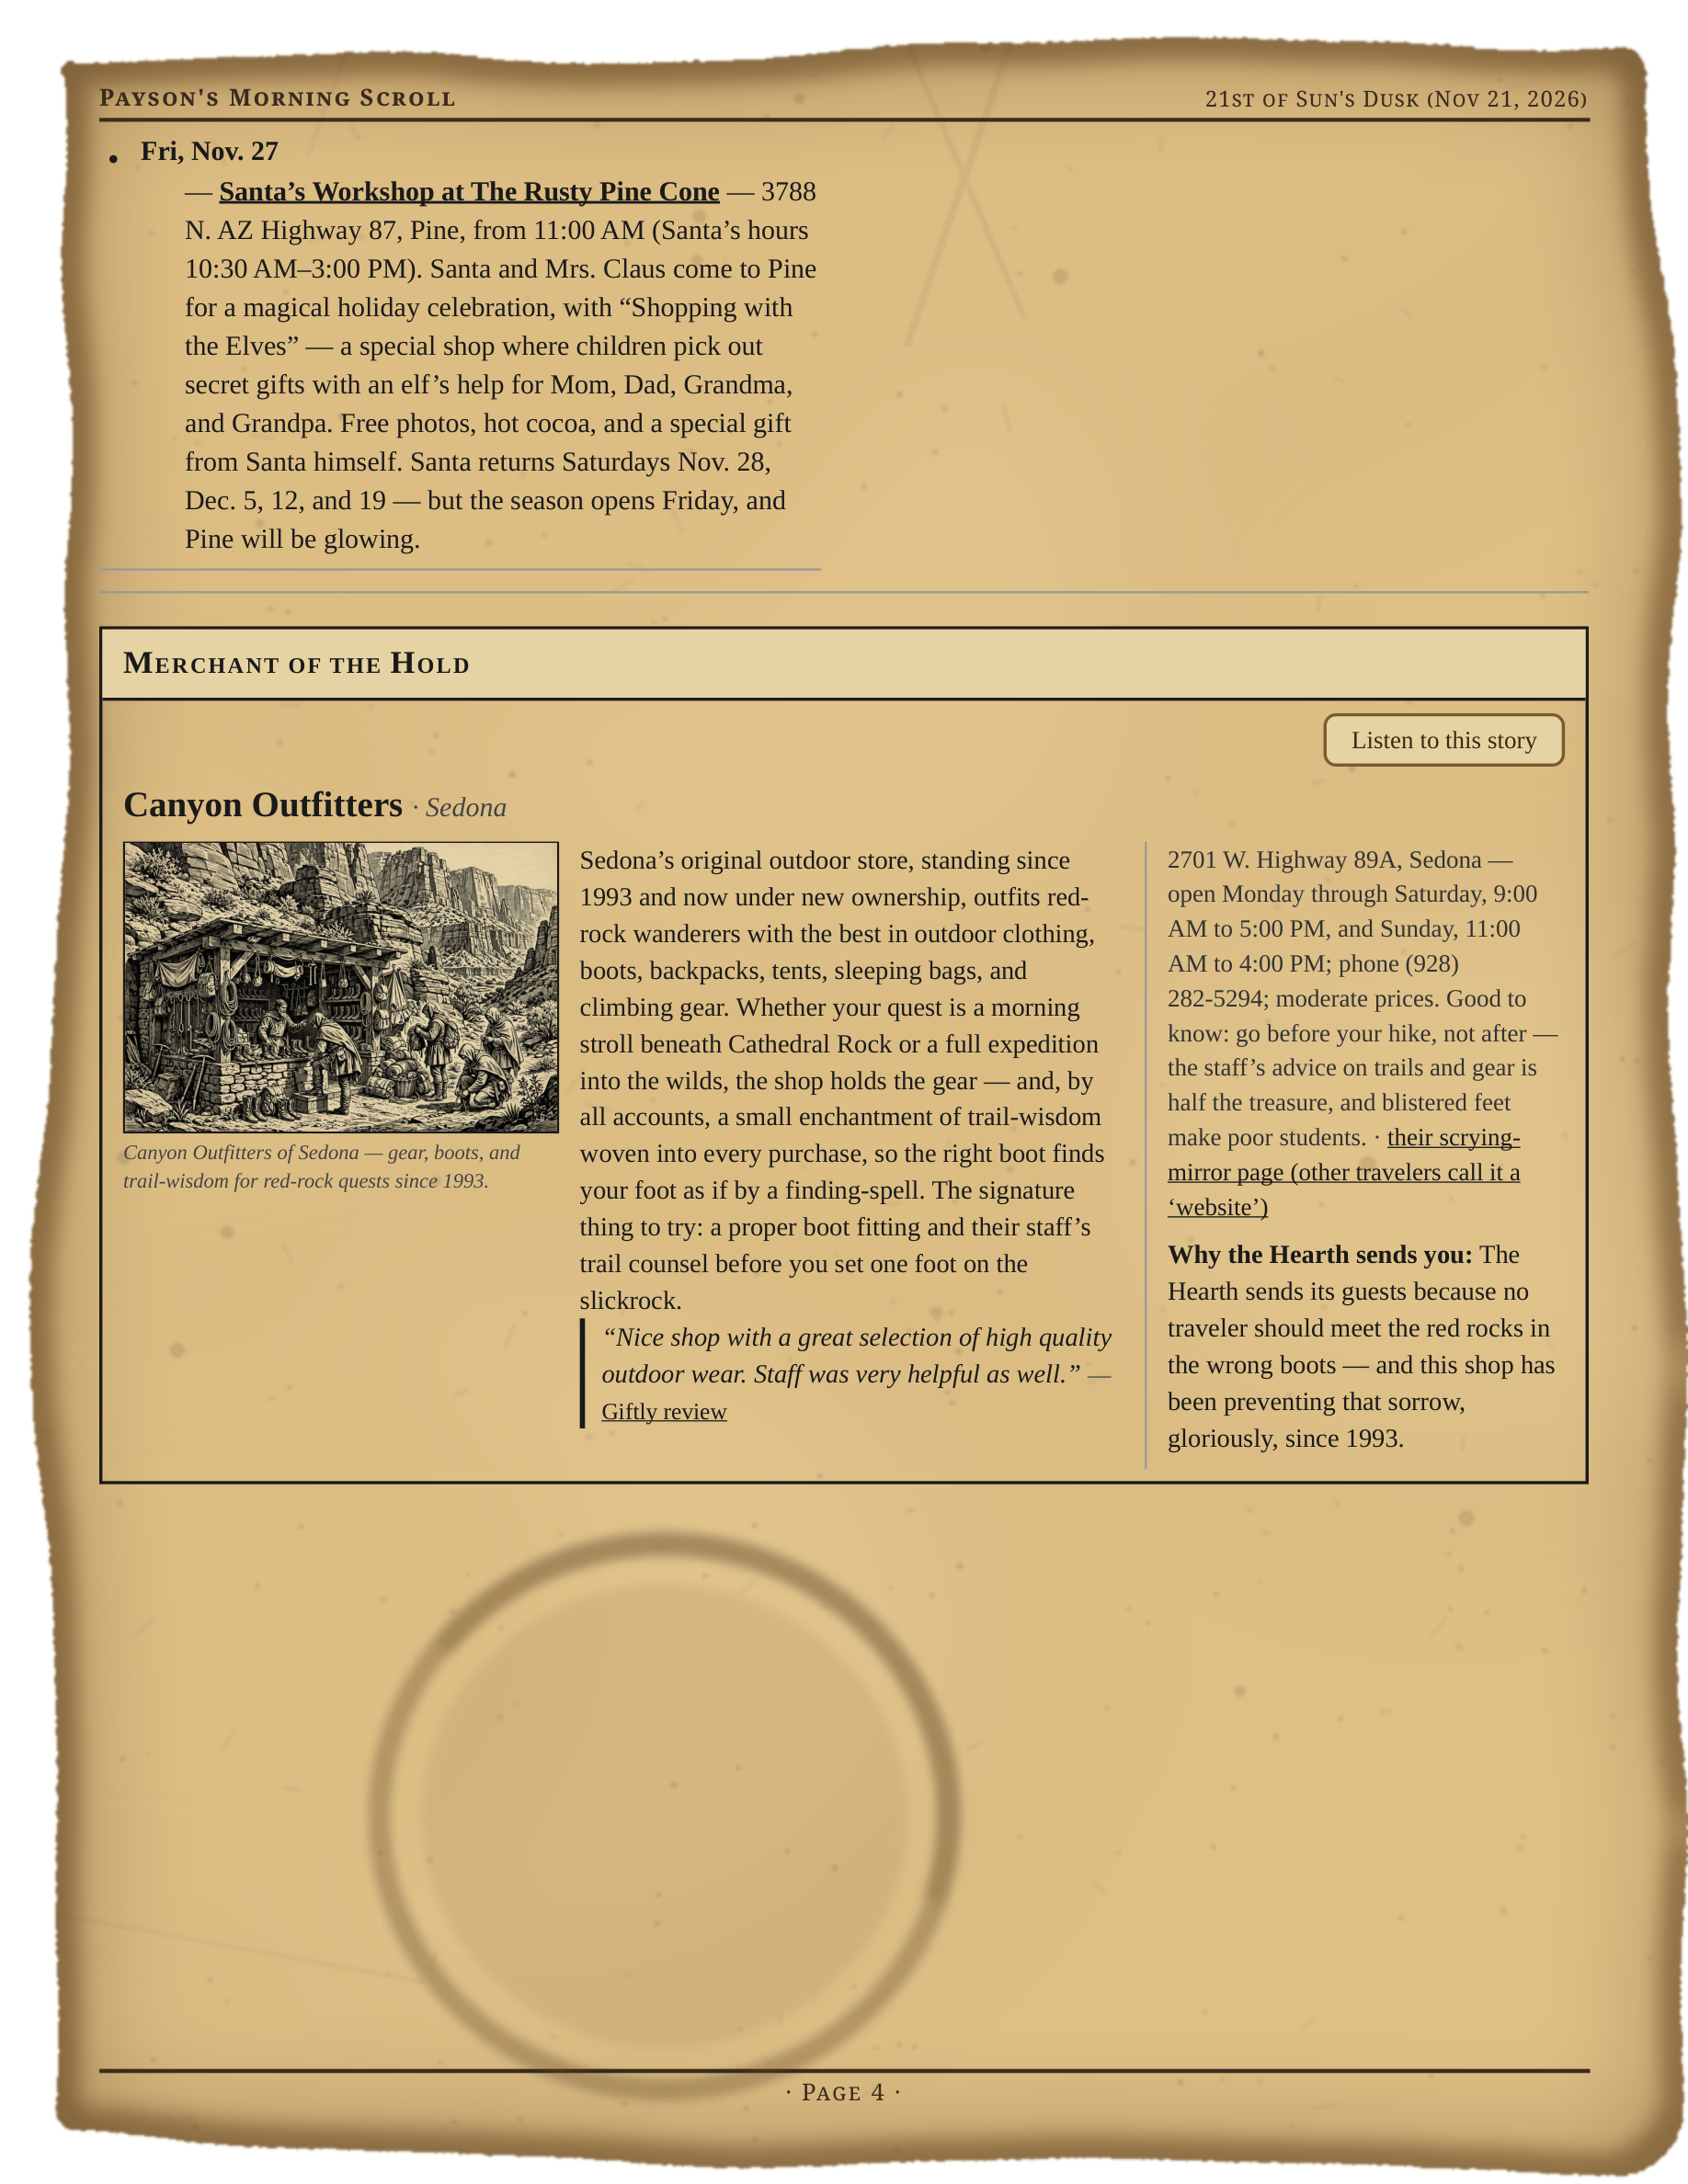 PAYSON'S MORNING SCROLL
21ST OF SUN'S DUSK (NOV 21, 2026)
• Fri, Nov. 27
— Santa’s Workshop at The Rusty Pine Cone — 3788
N. AZ Highway 87, Pine, from 11:00 AM (Santa’s hours
10:30 AM–3:00 PM). Santa and Mrs. Claus come to Pine
for a magical holiday celebration, with “Shopping with
the Elves” — a special shop where children pick out
secret gifts with an elf’s help for Mom, Dad, Grandma,
and Grandpa. Free photos, hot cocoa, and a special gift
from Santa himself. Santa returns Saturdays Nov. 28,
Dec. 5, 12, and 19 — but the season opens Friday, and
Pine will be glowing.
MERCHANT OF THE HOLD
Listen to this story
Canyon Outfitters · Sedona
Canyon Outfitters of Sedona — gear, boots, and
trail-wisdom for red-rock quests since 1993.
Sedona’s original outdoor store, standing since
1993 and now under new ownership, outfits red-
rock wanderers with the best in outdoor clothing,
boots, backpacks, tents, sleeping bags, and
climbing gear. Whether your quest is a morning
stroll beneath Cathedral Rock or a full expedition
into the wilds, the shop holds the gear — and, by
all accounts, a small enchantment of trail-wisdom
woven into every purchase, so the right boot finds
your foot as if by a finding-spell. The signature
thing to try: a proper boot fitting and their staff’s
trail counsel before you set one foot on the
slickrock.
“Nice shop with a great selection of high quality
outdoor wear. Staff was very helpful as well.” —
Giftly review
2701 W. Highway 89A, Sedona —
open Monday through Saturday, 9:00
AM to 5:00 PM, and Sunday, 11:00
AM to 4:00 PM; phone (928)
282-5294; moderate prices. Good to
know: go before your hike, not after —
the staff’s advice on trails and gear is
half the treasure, and blistered feet
make poor students. · their scrying-
mirror page (other travelers call it a
‘website’)
Why the Hearth sends you: The
Hearth sends its guests because no
traveler should meet the red rocks in
the wrong boots — and this shop has
been preventing that sorrow,
gloriously, since 1993.
· PAGE 4 ·